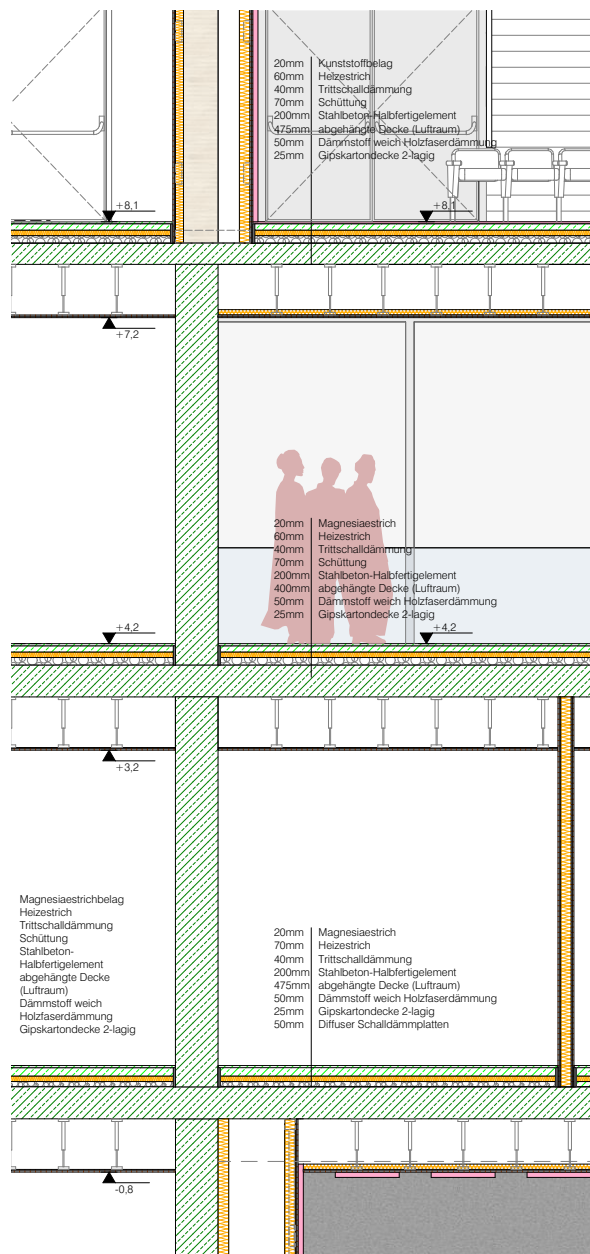 20mm Kunststoffbelag
60mm Heizestrich
40mm Trittschalldämmung
70mm Schüttung
200mm Stahlbeton-Halbfertigelement
475mm abgehängte Decke (Luftraum)
50mm Dämmstoff weich Holzfaserdämmung
25mm Gipskartondecke 2-lagig
+8,1 +8,1
+7,2
20mm Magnesiaestrich
60mm Heizestrich
40mm Trittschalldämmung
70mm Schüttung
200mm Stahlbeton-Halbfertigelement
400mm abgehängte Decke (Luftraum)
50mm Dämmstoff weich Holzfaserdämmung
25mm Gipskartondecke 2-lagig
+4,2 +4,2
+3,2
Magnesiaestrichbelag
Heizestrich
Trittschalldämmung
Schüttung
Stahlbeton-
Halbfertigelement
abgehängte Decke
(Luftraum)
Dämmstoff weich
Holzfaserdämmung
Gipskartondecke 2-lagig
20mm Magnesiaestrich
70mm Heizestrich
40mm Trittschalldämmung
200mm Stahlbeton-Halbfertigelement
475mm abgehängte Decke (Luftraum)
50mm Dämmstoff weich Holzfaserdämmung
25mm Gipskartondecke 2-lagig
50mm Diffuser Schalldämmplatten
-0,8